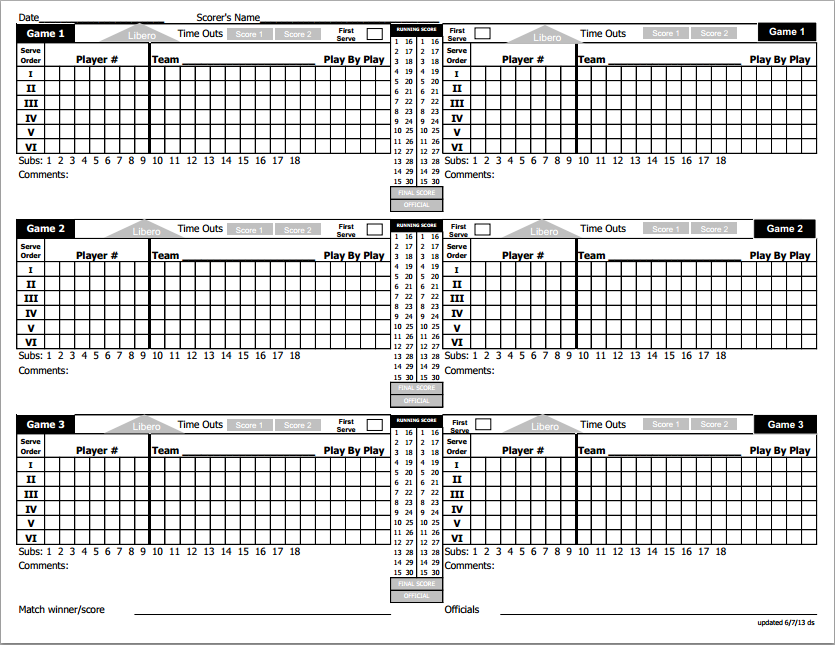 Date Scorer's Name
Game 1 Libero Time Outs Score 1 Score 2 First Serve RUNNING SCORE First Serve Libero Time Outs Score 1 Score 2 Game 1
Serve Order Player # Team Play By Play Serve Order Player # Team Play By Play
1 16 1 16
2 17 2 17
3 18 3 18
I 4 19 4 19 I
5 20 5 20
II 6 21 6 21 II
III 7 22 7 22 III
8 23 8 23
IV 9 24 9 24 IV
V 10 25 10 25 V
11 26 11 26
VI 12 27 12 27 VI
Subs: 1 2 3 4 5 6 7 8 9 10 11 12 13 14 15 16 17 18 13 28 13 28 Subs: 1 2 3 4 5 6 7 8 9 10 11 12 13 14 15 16 17 18
14 29 14 29
Comments: 15 30 15 30 Comments:
FINAL SCORE
OFFICIAL
Game 2 Libero Time Outs Score 1 Score 2 First Serve RUNNING SCORE First Serve Libero Time Outs Score 1 Score 2 Game 2
Serve Order Player # Team Play By Play Serve Order Player # Team Play By Play
1 16 1 16
2 17 2 17
3 18 3 18
I 4 19 4 19 I
5 20 5 20
II 6 21 6 21 II
III 7 22 7 22 III
8 23 8 23
IV 9 24 9 24 IV
V 10 25 10 25 V
11 26 11 26
VI 12 27 12 27 VI
Subs: 1 2 3 4 5 6 7 8 9 10 11 12 13 14 15 16 17 18 13 28 13 28 Subs: 1 2 3 4 5 6 7 8 9 10 11 12 13 14 15 16 17 18
14 29 14 29
Comments: 15 30 15 30 Comments:
FINAL SCORE
OFFICIAL
Game 3 Libero Time Outs Score 1 Score 2 First Serve RUNNING SCORE First Serve Libero Time Outs Score 1 Score 2 Game 3
Serve Order Player # Team Play By Play Serve Order Player # Team Play By Play
1 16 1 16
2 17 2 17
3 18 3 18
I 4 19 4 19 I
5 20 5 20
II 6 21 6 21 II
III 7 22 7 22 III
8 23 8 23
IV 9 24 9 24 IV
V 10 25 10 25 V
11 26 11 26
VI 12 27 12 27 VI
Subs: 1 2 3 4 5 6 7 8 9 10 11 12 13 14 15 16 17 18 13 28 13 28 Subs: 1 2 3 4 5 6 7 8 9 10 11 12 13 14 15 16 17 18
14 29 14 29
Comments: 15 30 15 30 Comments:
FINAL SCORE
OFFICIAL
Match winner/score Officials
updated 6/7/13 ds